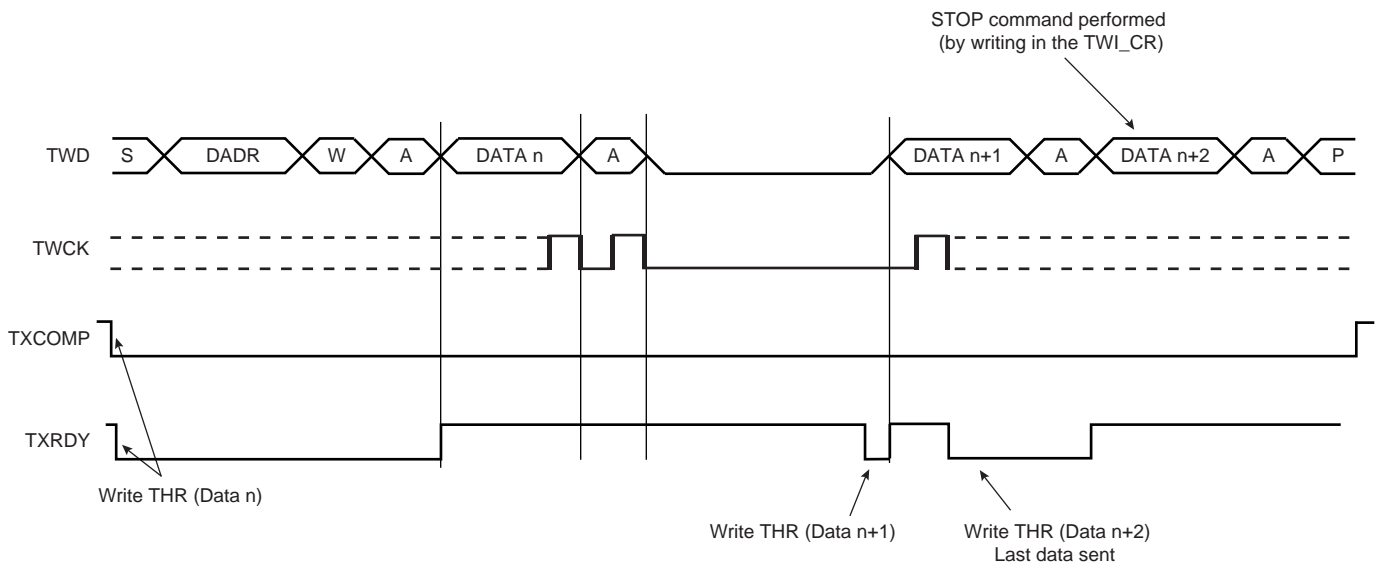 STOP command performed
(by writing in the TWI_CR)
TWD S DADR W A DATA n A DATA n+1 A DATA n+2 A P
TWCK
TXCOMP
TXRDY
Write THR (Data n)
Write THR (Data n+1) Write THR (Data n+2)
Last data sent